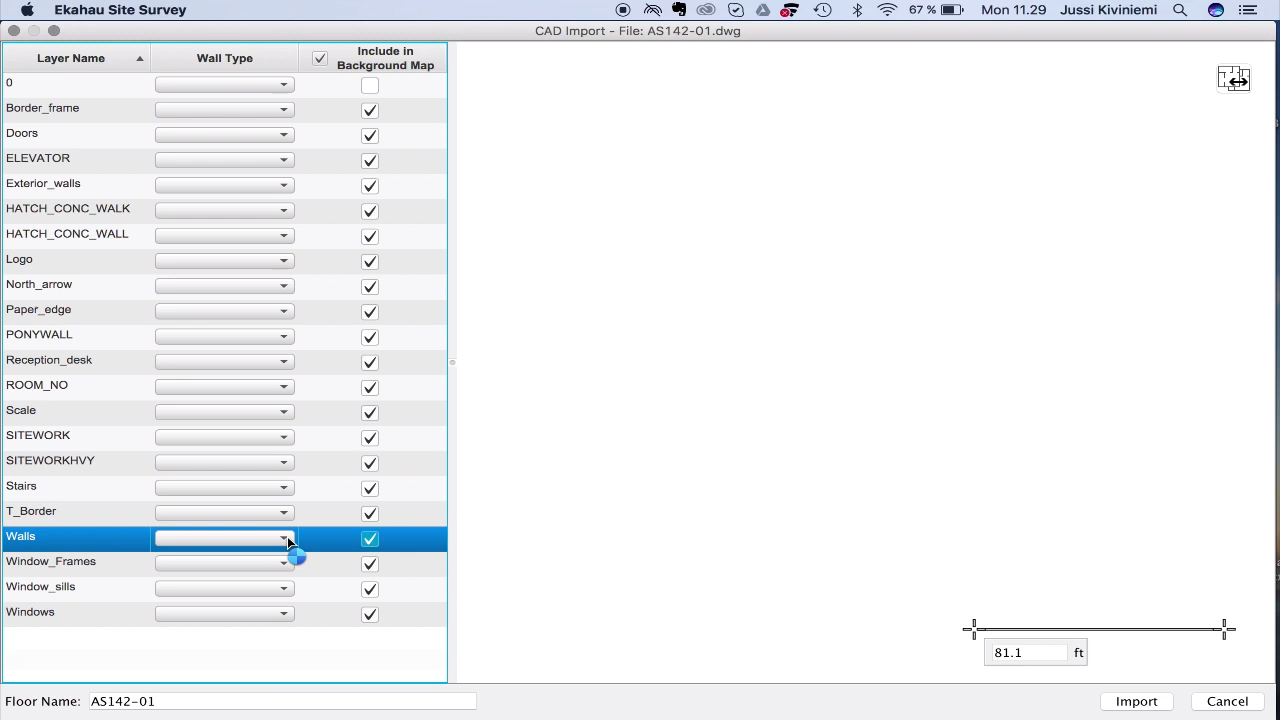 Ekahau Site Survey 67 % Mon 11.29 Jussi Kiviniemi
CAD Import - File: AS142-01.dwg
Layer Name Wall Type Include in
Background Map
0
Border_frame
Doors
ELEVATOR
Exterior_walls
HATCH_CONC_WALK
HATCH_CONC_WALL
Logo
North_arrow
Paper_edge
PONYWALL
Reception_desk
ROOM_NO
Scale
SITEWORK
SITEWORKHVY
Stairs
T_Border
Walls
Window_Frames
Window_sills
Windows
81.1 ft
Floor Name: AS142-01 Import Cancel